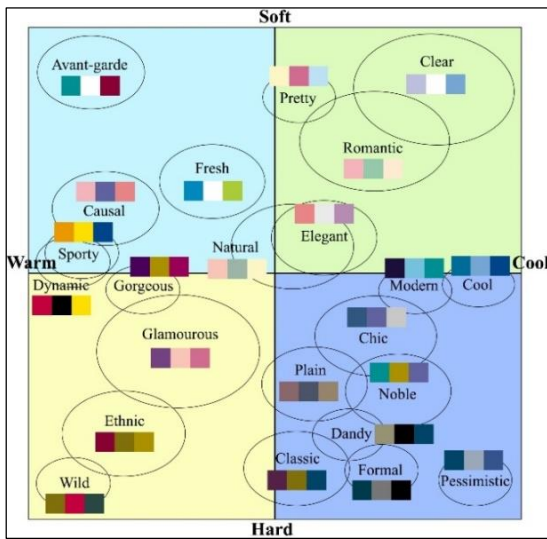 Soft
Avant-garde
Clear
Pretty
Romantic
Fresh
Causal
Elegant
Sporty
Natural
Warm
Cool
Dynamic
Gorgeous
Modern
Cool
Glamourous
Chic
Plain
Noble
Ethnic
Dandy
Classic
Formal
Wild
Pessimistic
Hard